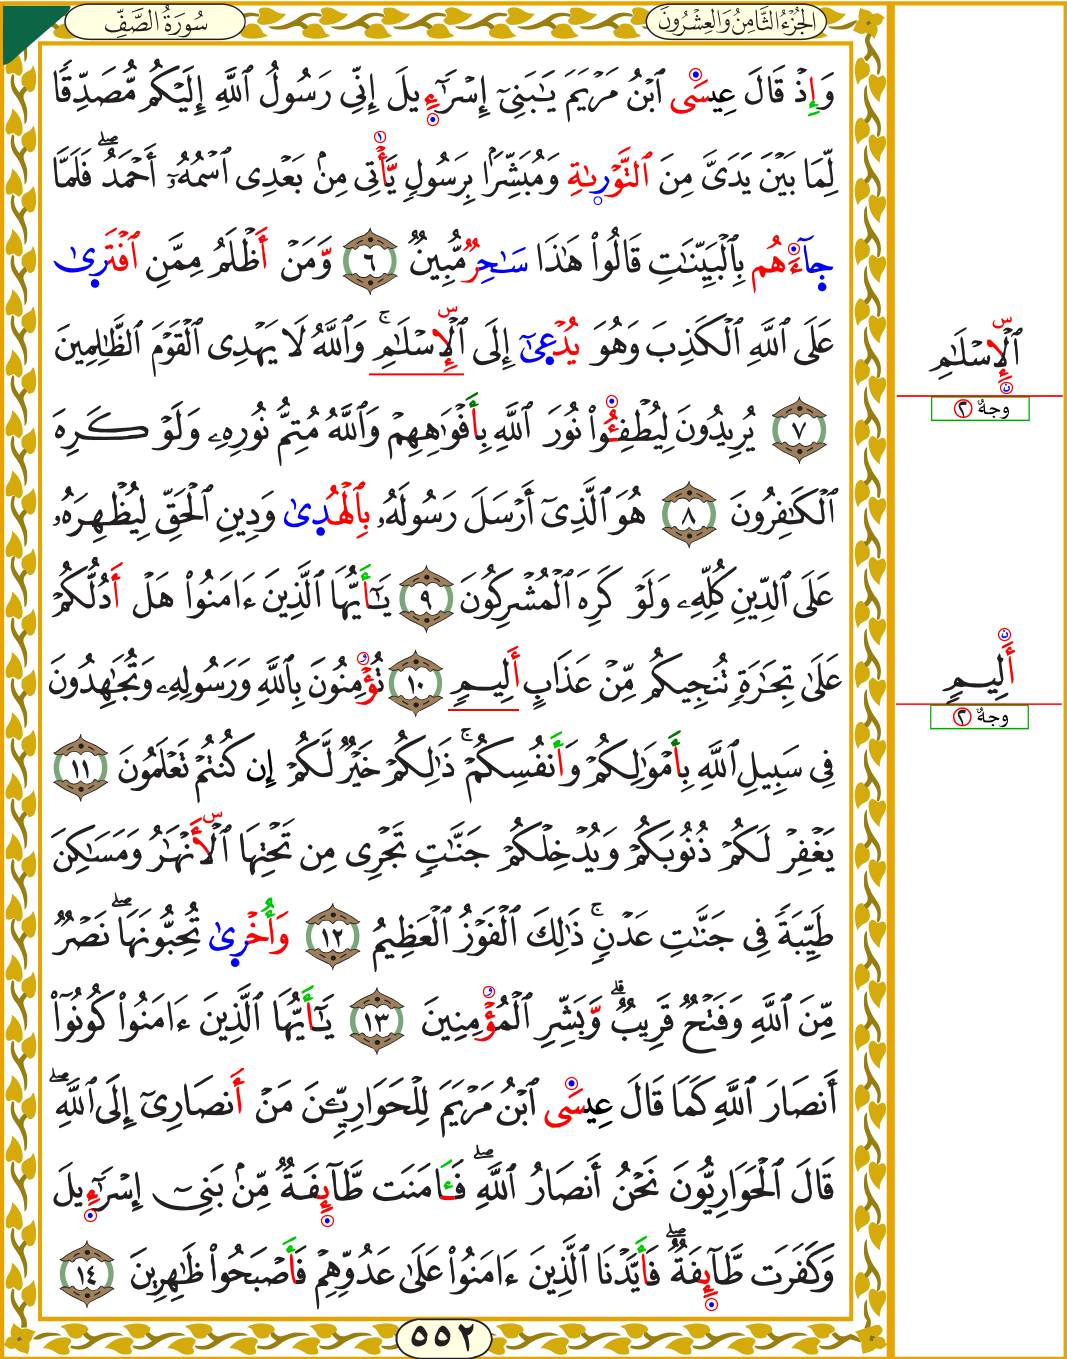 سُورَةُ الصَّفِّ
الجُزْءُ الثَّامِنُ وَالعِشْرُونَ
وَإِذْ قَالَ عِيسَى ٱبْنُ مَرْيَمَ يَٰبَنِىٓ إِسْرَٰٓءِيلَ إِنِّى رَسُولُ ٱللَّهِ إِلَيْكُم مُّصَدِّقًا
لِّمَا بَيْنَ يَدَىَّ مِنَ ٱلتَّوْرَىٰةِ وَمُبَشِّرًۢا بِرَسُولٍ يَّأْتِى مِنۢ بَعْدِى ٱسْمُهُۥٓ أَحْمَدُۖ فَلَمَّا
جَآءَهُم بِٱلْبَيِّنَٰتِ قَالُوا۟ هَٰذَا سَٰحِرٌ مُّبِينٌ ٦ وَّمَنْ أَظْلَمُ مِمَّنِ ٱفْتَرَىٰ
عَلَى ٱللَّهِ ٱلْكَذِبَ وَهُوَ يُدْعَىٰٓ إِلَى ٱلْإِسْلَٰمِۚ وَٱللَّهُ لَا يَهْدِى ٱلْقَوْمَ ٱلظَّٰلِمِينَ
٧ يُرِيدُونَ لِيُطْفِـُٔوا۟ نُورَ ٱللَّهِ بِأَفْوَٰهِهِمْ وَٱللَّهُ مُتِمُّ نُورِهِۦ وَلَوْ كَرِهَ
ٱلْكَٰفِرُونَ ٨ هُوَ ٱلَّذِىٓ أَرْسَلَ رَسُولَهُۥ بِٱلْهُدَىٰ وَدِينِ ٱلْحَقِّ لِيُظْهِرَهُۥ
عَلَى ٱلدِّينِ كُلِّهِۦ وَلَوْ كَرِهَ ٱلْمُشْرِكُونَ ٩ يَٰٓأَيُّهَا ٱلَّذِينَ ءَامَنُوا۟ هَلْ أَدُلُّكُمْ
عَلَىٰ تِجَٰرَةٍ تُنجِيكُم مِّنْ عَذَابٍ أَلِيمٍ ١٠ تُؤْمِنُونَ بِٱللَّهِ وَرَسُولِهِۦ وَتُجَٰهِدُونَ
فِى سَبِيلِ ٱللَّهِ بِأَمْوَٰلِكُمْ وَأَنفُسِكُمْۚ ذَٰلِكُمْ خَيْرٌ لَّكُمْ إِن كُنتُمْ تَعْلَمُونَ ١١
يَغْفِرْ لَكُمْ ذُنُوبَكُمْ وَيُدْخِلْكُمْ جَنَّٰتٍ تَجْرِى مِن تَحْتِهَا ٱلْأَنْهَٰرُ وَمَسَٰكِنَ
طَيِّبَةً فِى جَنَّٰتِ عَدْنٍۚ ذَٰلِكَ ٱلْفَوْزُ ٱلْعَظِيمُ ١٢ وَأُخْرَىٰ تُحِبُّونَهَاۖ نَصْرٌ
مِّنَ ٱللَّهِ وَفَتْحٌ قَرِيبٌۗ وَّبَشِّرِ ٱلْمُؤْمِنِينَ ١٣ يَٰٓأَيُّهَا ٱلَّذِينَ ءَامَنُوا۟ كُونُوٓا۟
أَنصَارَ ٱللَّهِ كَمَا قَالَ عِيسَى ٱبْنُ مَرْيَمَ لِلْحَوَارِيِّـۧنَ مَنْ أَنصَارِىٓ إِلَى ٱللَّهِۖ
قَالَ ٱلْحَوَارِيُّونَ نَحْنُ أَنصَارُ ٱللَّهِۖ فَـَٔامَنَت طَّآئِفَةٌ مِّنۢ بَنِىٓ إِسْرَٰٓءِيلَ
وَكَفَرَت طَّآئِفَةٌۖ فَأَيَّدْنَا ٱلَّذِينَ ءَامَنُوا۟ عَلَىٰ عَدُوِّهِمْ فَأَصْبَحُوا۟ ظَٰهِرِينَ ١٤
٥٥٢
ٱلْإِسْلَٰمِ
٢ وجهٌ
أَلِيمٍ
٢ وجهٌ